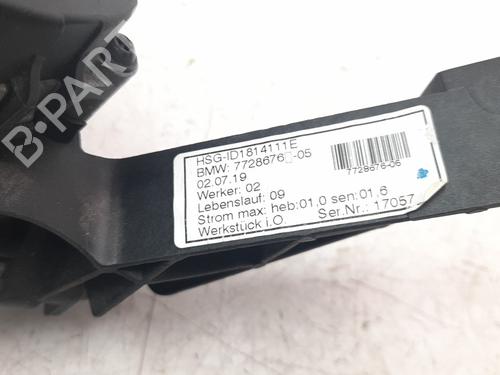 B-PARTS
HSG-ID1814111E
BMW: 7728676 -05
02.07.19
Werker: 02
Lebenslauf: 09
Strom max: heb:01.0 sen:01.6
Werkstück i.O. Ser.Nr.: 17057
7728676-06